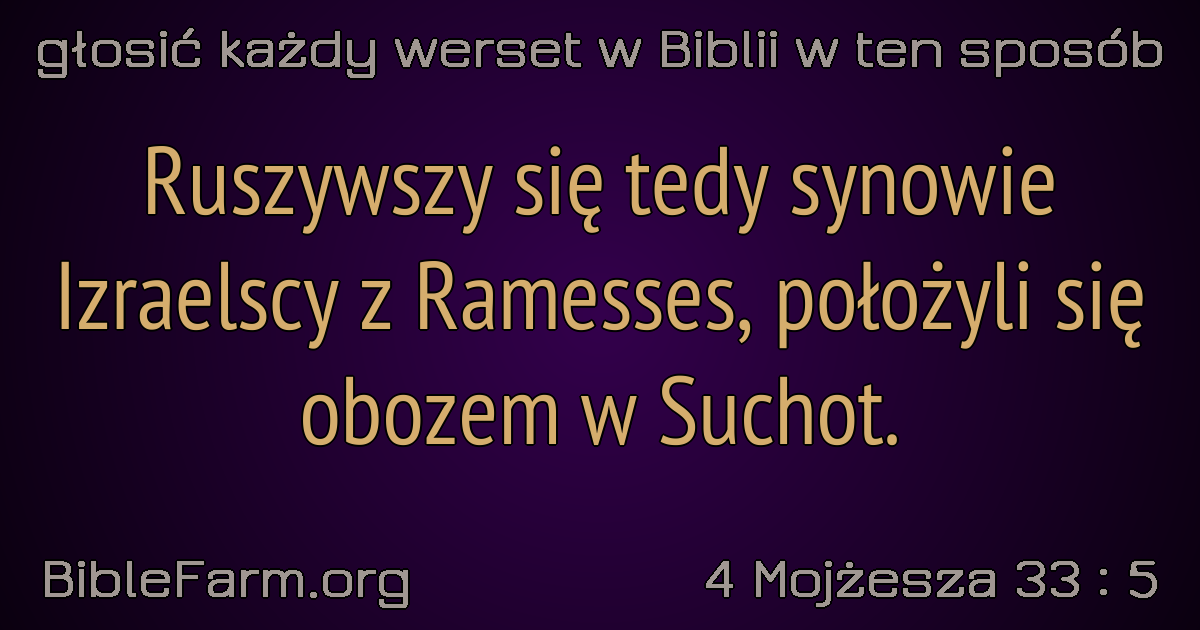 głosić każdy werset w Biblii w ten sposób
Ruszywszy się tedy synowie
Izraelscy z Ramesses, położyli się
obozem w Suchot.
BibleFarm.org
4 Mojżesza 33 : 5